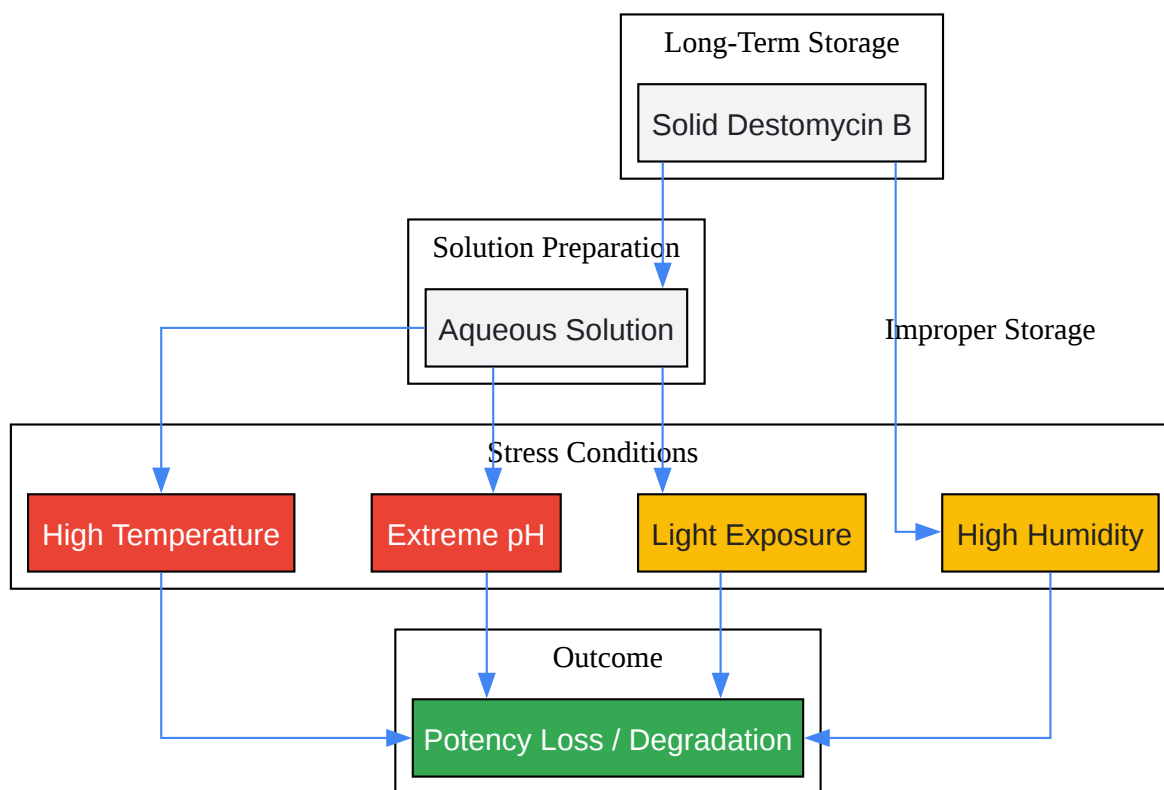 Long-Term Storage
Solid Destomycin B
Solution Preparation
Aqueous Solution
Improper Storage
Stress Conditions
High Temperature
Extreme pH
Light Exposure
High Humidity
Outcome
Potency Loss / Degradation